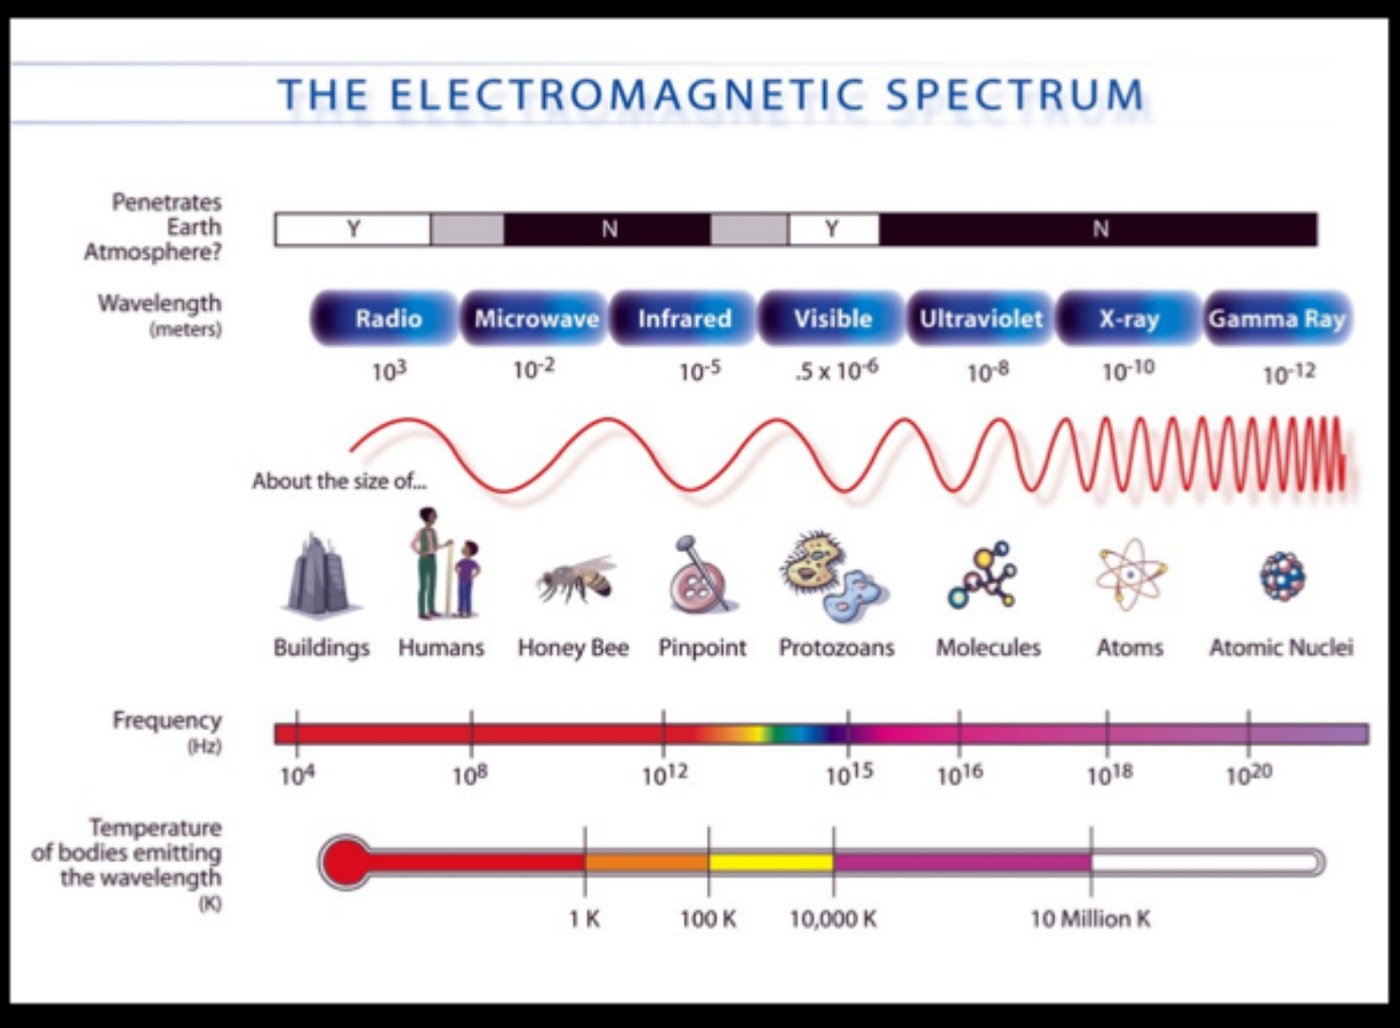 THE ELECTROMAGNETIC SPECTRUM
Penetrates
Earth
Atmosphere?
Y N Y N
Wavelength
(meters)
Radio Microwave Infrared Visible Ultraviolet X-ray Gamma Ray
10³ 10⁻² 10⁻⁵ .5 x 10⁻⁶ 10⁻⁸ 10⁻¹⁰ 10⁻¹²
About the size of...
Buildings Humans Honey Bee Pinpoint Protozoans Molecules Atoms Atomic Nuclei
Frequency
(Hz)
10⁴ 10⁸ 10¹² 10¹⁵ 10¹⁶ 10¹⁸ 10²⁰
Temperature
of bodies emitting
the wavelength
(K)
1 K 100 K 10,000 K 10 Million K